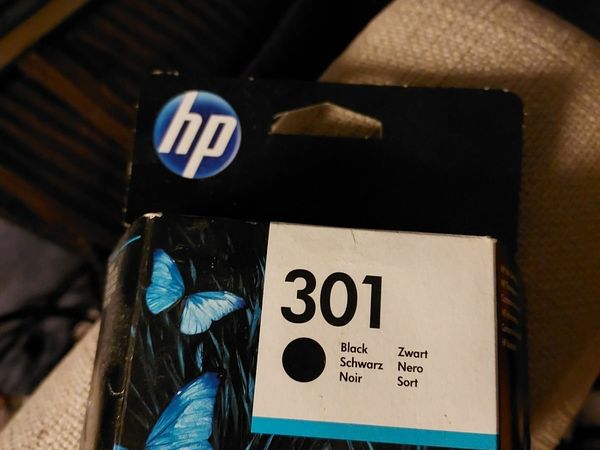 hp
301
Black Zwart
Schwarz Nero
Noir Sort